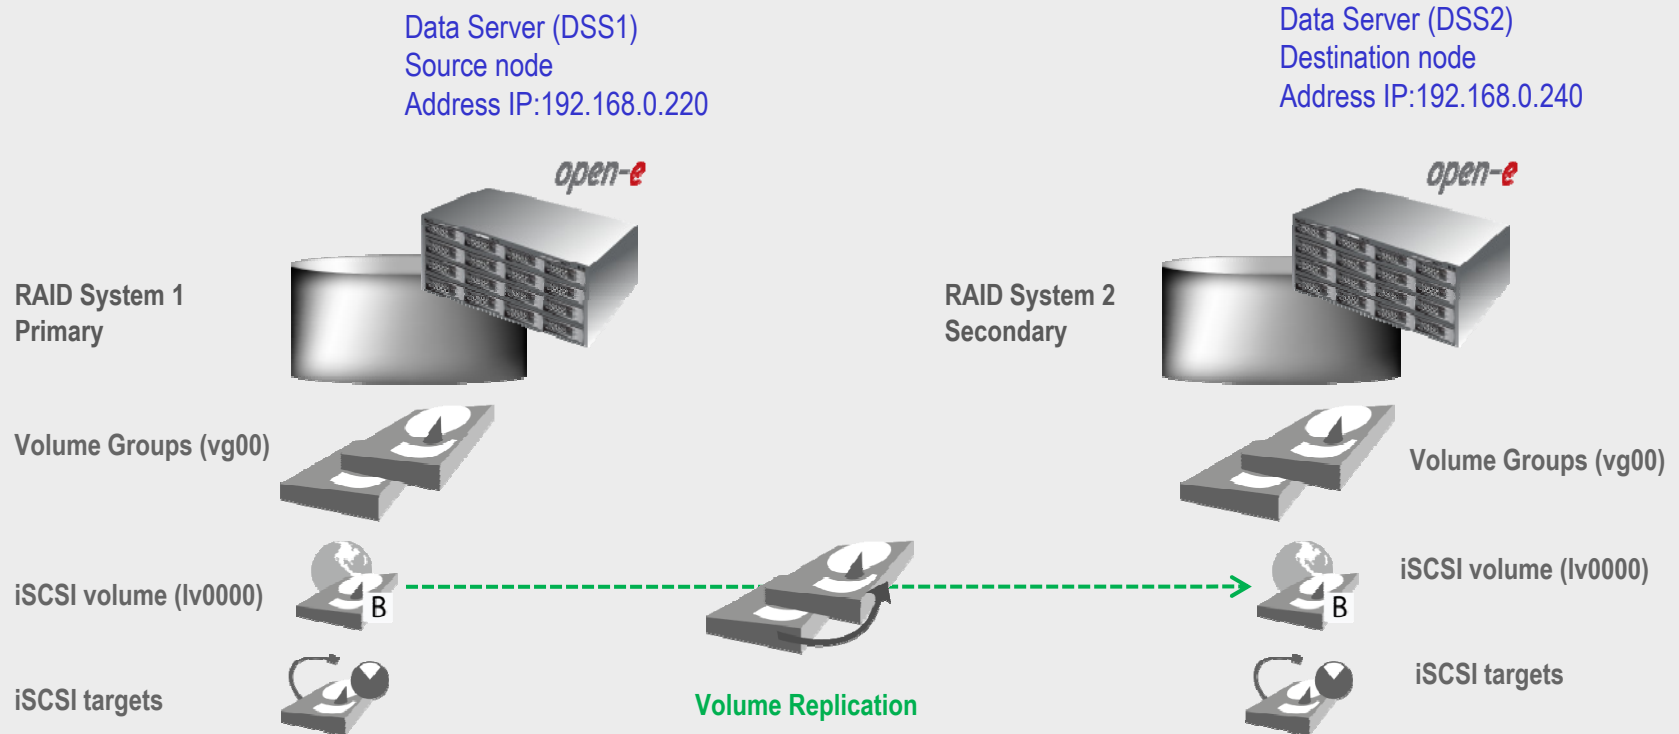 Data Server (DSS1)
Source node
Address IP:192.168.0.220
Data Server (DSS2)
Destination node
Address IP:192.168.0.240
open-e
open-e
RAID System 1
Primary
RAID System 2
Secondary
Volume Groups (vg00)
Volume Groups (vg00)
iSCSI volume (lv0000)
B
B
iSCSI volume (lv0000)
iSCSI targets
Volume Replication
iSCSI targets